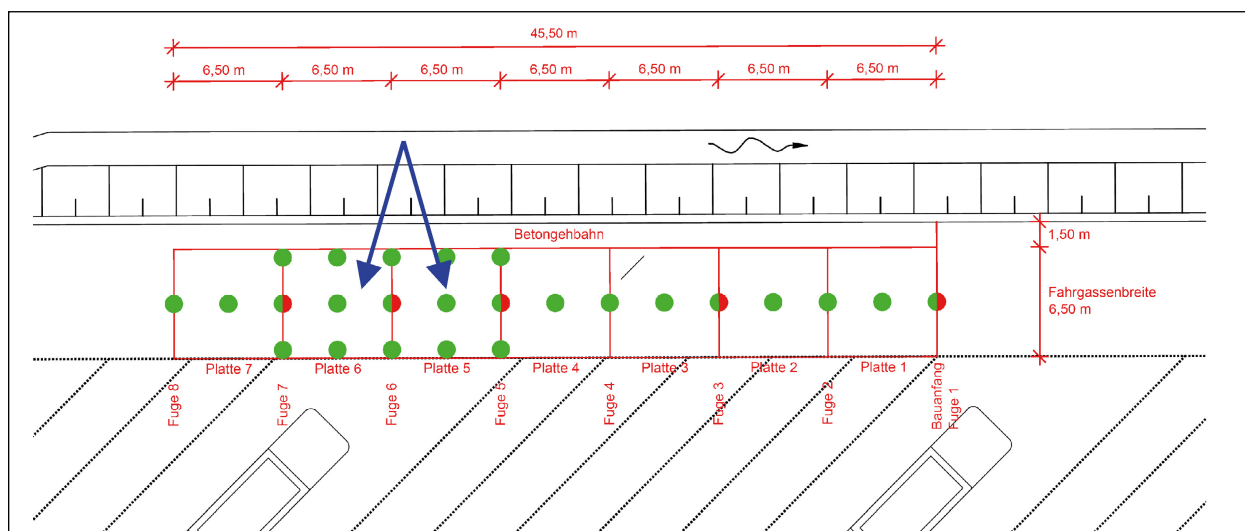 45,50 m
6,50 m
6,50 m
6,50 m
6,50 m
6,50 m
6,50 m
6,50 m
Betongehbahn
1,50 m
Fahrgassenbreite
6,50 m
Platte 7
Platte 6
Platte 5
Platte 4
Platte 3
Platte 2
Platte 1
Fuge 8
Fuge 7
Fuge 6
Fuge 5
Fuge 4
Fuge 3
Fuge 2
Bauanfang
Fuge 1